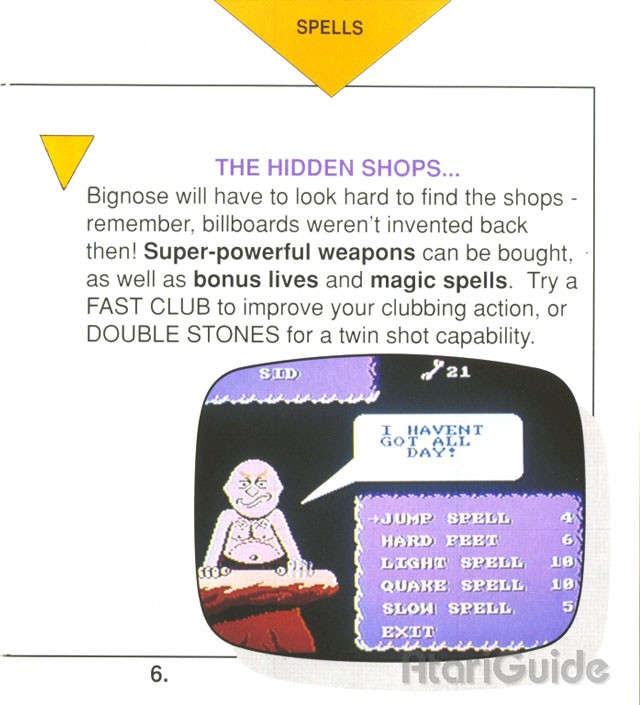 SPELLS
THE HIDDEN SHOPS...
Bignose will have to look hard to find the shops -
remember, billboards weren't invented back
then! Super-powerful weapons can be bought,
as well as bonus lives and magic spells. Try a
FAST CLUB to improve your clubbing action, or
DOUBLE STONES for a twin shot capability.
SID
21
I HAVENT
GOT ALL
DAY!
JUMP SPELL 4
HARD FEET 6
LIGHT SPELL 10
QUAKE SPELL 10
SLOW SPELL 5
EXIT
AtariGuide
6.